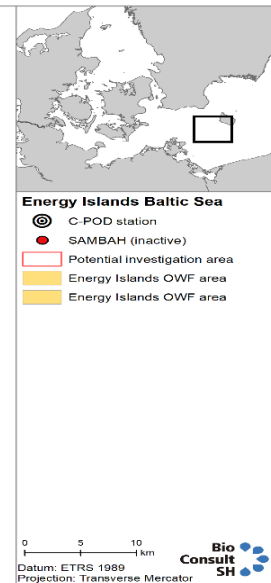 Energy Islands Baltic Sea
C-POD station
SAMBAH (inactive)
Potential investigation area
Energy Islands OWF area
Energy Islands OWF area
0 5 10
km
Bio
Consult
SH
Datum: ETRS 1989
Projection: Transverse Mercator